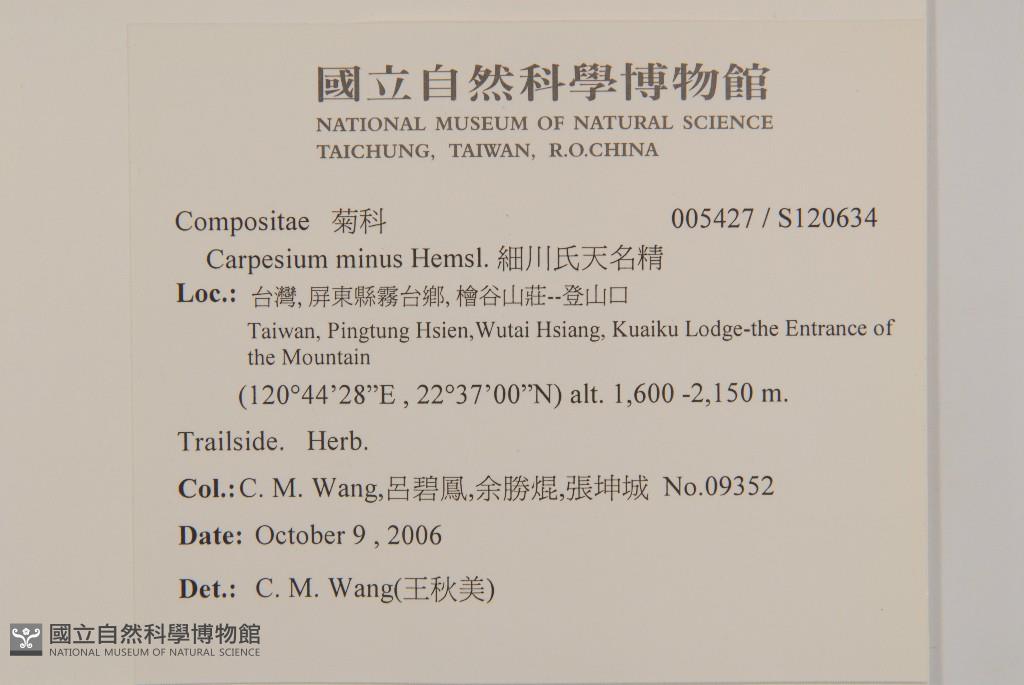 國立自然科學博物館
NATIONAL MUSEUM OF NATURAL SCIENCE
TAICHUNG, TAIWAN, R.O.CHINA
Compositae 菊科 005427 / S120634
Carpesium minus Hemsl. 細川氏天名精
Loc.: 台灣, 屏東縣霧台鄉, 檜谷山莊--登山口
Taiwan, Pingtung Hsien,Wutai Hsiang, Kuaiku Lodge-the Entrance of
the Mountain
(120°44’28”E , 22°37’00”N) alt. 1,600 -2,150 m.
Trailside. Herb.
Col.: C. M. Wang,呂碧鳳,余勝焜,張坤城 No.09352
Date: October 9 , 2006
Det.: C. M. Wang(王秋美)
國立自然科學博物館
NATIONAL MUSEUM OF NATURAL SCIENCE